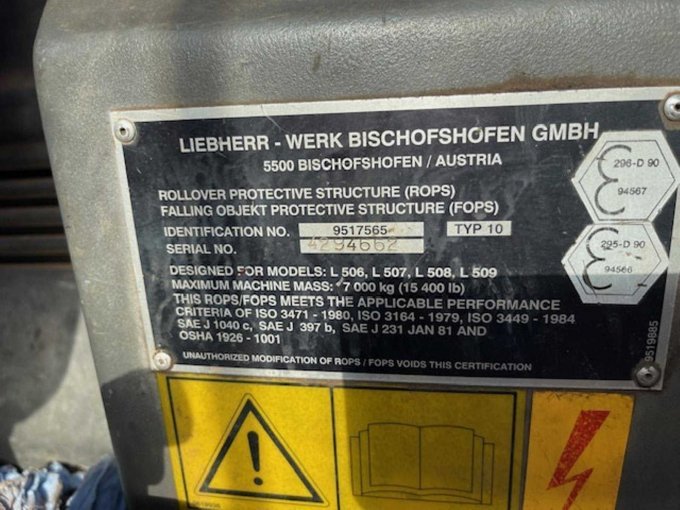 LIEBHERR - WERK BISCHOFSHOFEN GMBH
5500 BISCHOFSHOFEN / AUSTRIA
ROLLOVER PROTECTIVE STRUCTURE (ROPS)
FALLING OBJEKT PROTECTIVE STRUCTURE (FOPS)
IDENTIFICATION NO. 9517565 TYP 10
SERIAL NO. 4294662
DESIGNED FOR MODELS: L 506, L 507, L 508, L 509
MAXIMUM MACHINE MASS: 7 000 kg (15 400 lb)
THIS ROPS/FOPS MEETS THE APPLICABLE PERFORMANCE
CRITERIA OF ISO 3471 - 1980, ISO 3164 - 1979, ISO 3449 - 1984
SAE J 1040 c, SAE J 397 b, SAE J 231 JAN 81 AND
OSHA 1926 - 1001
UNAUTHORIZED MODIFICATION OF ROPS / FOPS VOIDS THIS CERTIFICATION
296-D 90
94567
295-D 90
94566
9519885